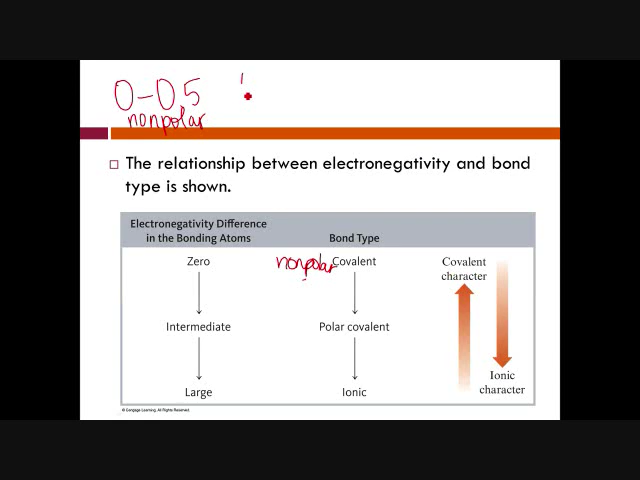 0-0.5
nonpolar
The relationship between electronegativity and bond
type is shown.
Electronegativity Difference
in the Bonding Atoms
Bond Type
Zero
nonpolar Covalent
Covalent
character
Intermediate
Polar covalent
Large
Ionic
Ionic
character
© Cengage Learning. All Rights Reserved.